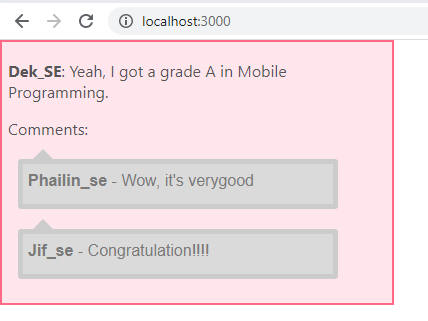 localhost:3000
Dek_SE: Yeah, I got a grade A in Mobile
Programming.
Comments:
Phailin_se - Wow, it's verygood
Jif_se - Congratulation!!!!